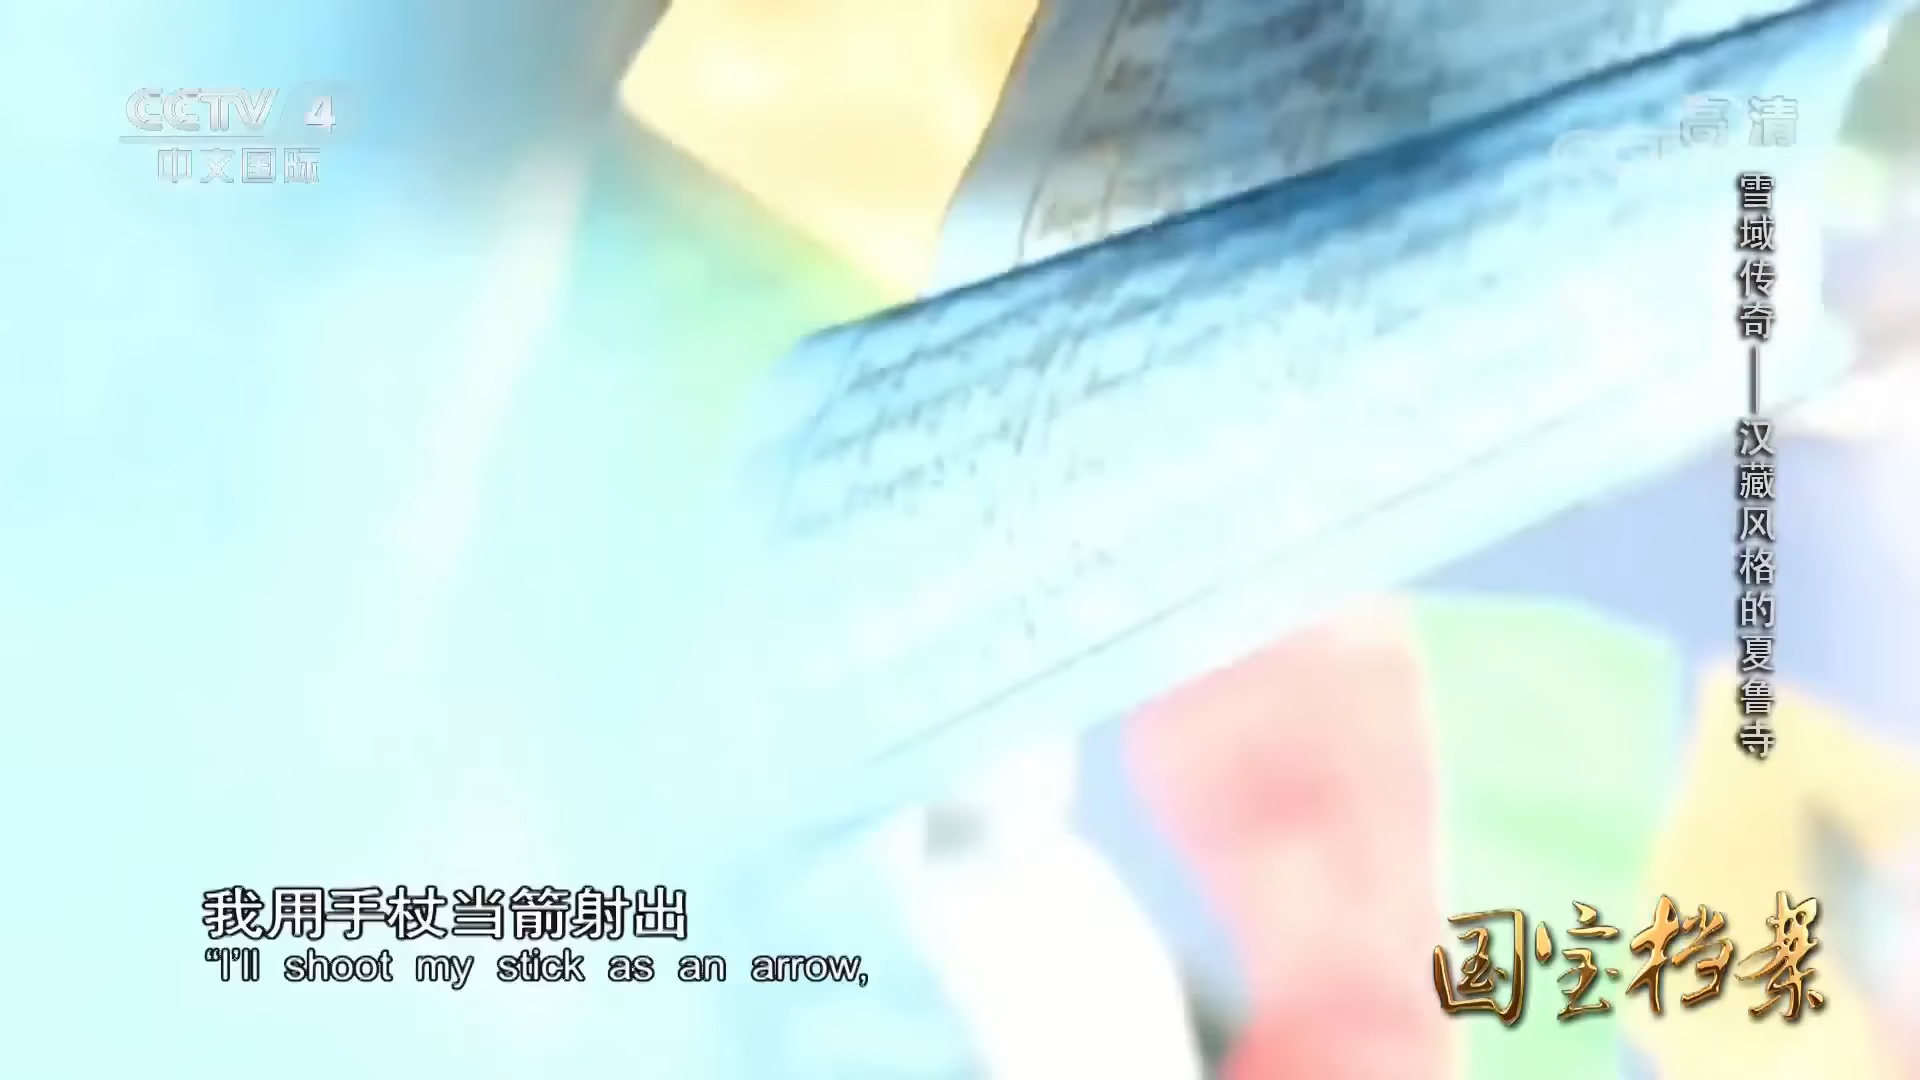 CCTV 4
中文国际
高清
雪域传奇——汉藏风格的夏鲁寺
我用手杖当箭射出
“I'll shoot my stick as an arrow,
国宝档案